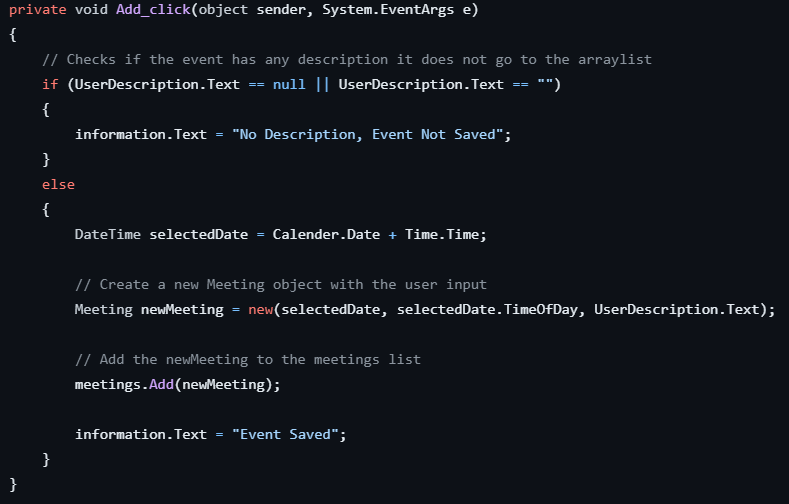 private void Add_click(object sender, System.EventArgs e)
{
    // Checks if the event has any description it does not go to the arraylist
    if (UserDescription.Text == null || UserDescription.Text == "")
    {
        information.Text = "No Description, Event Not Saved";
    }
    else
    {
        DateTime selectedDate = Calender.Date + Time.Time;

        // Create a new Meeting object with the user input
        Meeting newMeeting = new(selectedDate, selectedDate.TimeOfDay, UserDescription.Text);

        // Add the newMeeting to the meetings list
        meetings.Add(newMeeting);

        information.Text = "Event Saved";
    }
}